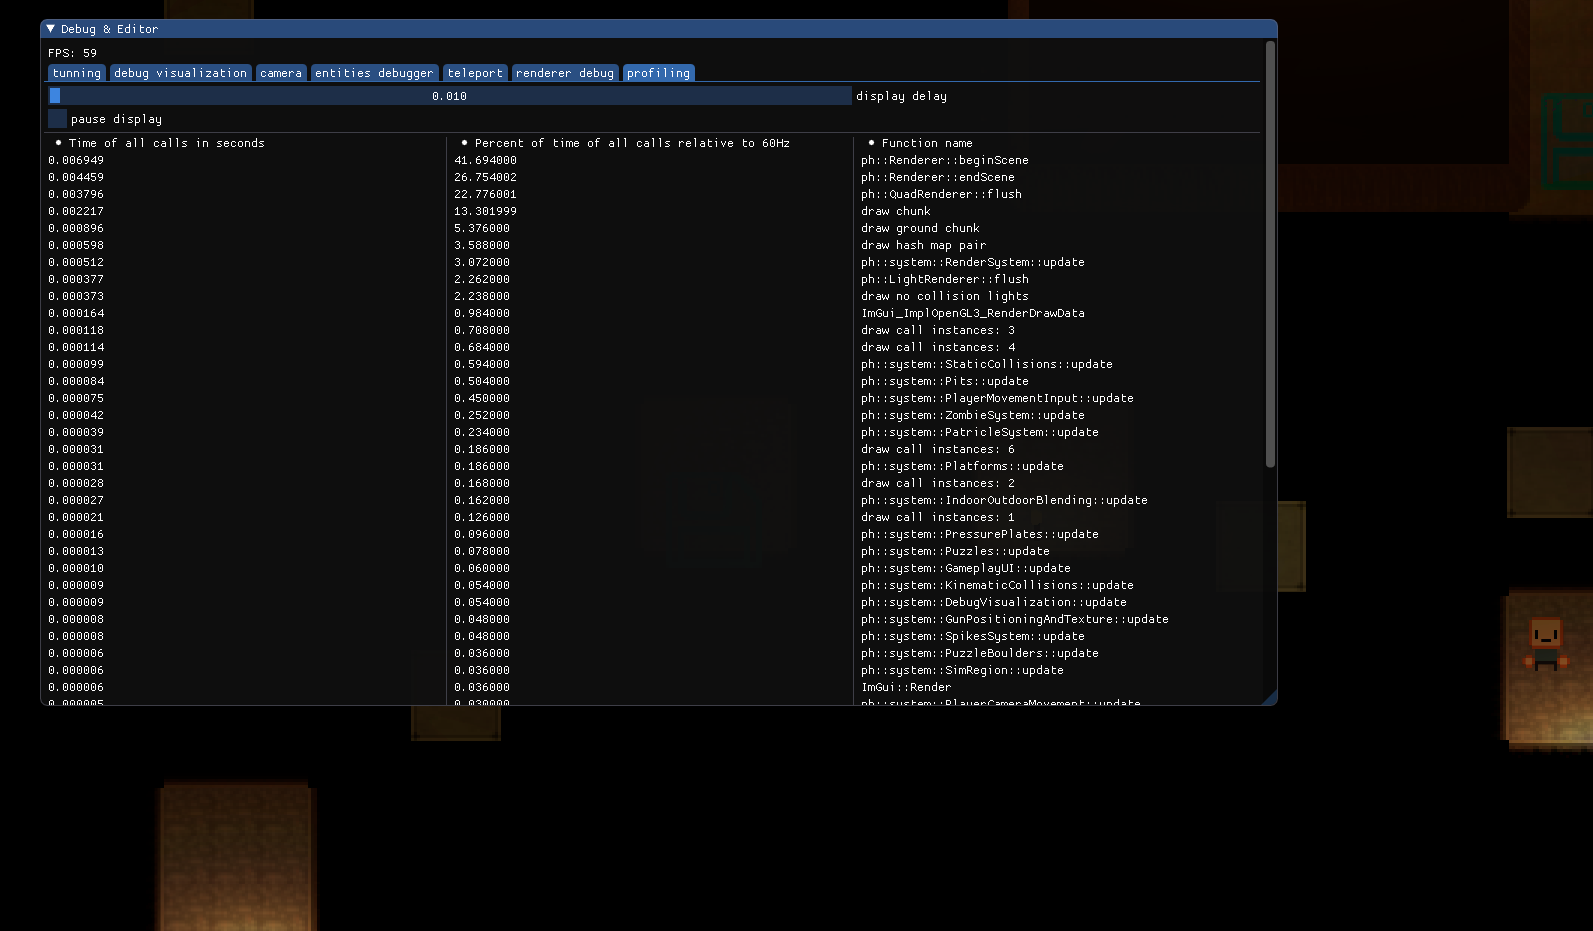 ▼ Debug & Editor
FPS: 59
tunning debug visualization camera entities debugger teleport renderer debug profiling
0.010 display delay
pause display
• Time of all calls in seconds • Percent of time of all calls relative to 60Hz • Function name
0.006949 41.694000 ph::Renderer::beginScene
0.004459 26.754002 ph::Renderer::endScene
0.003796 22.776001 ph::QuadRenderer::flush
0.002217 13.301999 draw chunk
0.000896 5.376000 draw ground chunk
0.000598 3.588000 draw hash map pair
0.000512 3.072000 ph::system::RenderSystem::update
0.000377 2.262000 ph::LightRenderer::flush
0.000373 2.238000 draw no collision lights
0.000164 0.984000 ImGui_ImplOpenGL3_RenderDrawData
0.000118 0.708000 draw call instances: 3
0.000114 0.684000 draw call instances: 4
0.000099 0.594000 ph::system::StaticCollisions::update
0.000084 0.504000 ph::system::Pits::update
0.000075 0.450000 ph::system::PlayerMovementInput::update
0.000042 0.252000 ph::system::ZombieSystem::update
0.000039 0.234000 ph::system::PatricleSystem::update
0.000031 0.186000 draw call instances: 6
0.000031 0.186000 ph::system::Platforms::update
0.000028 0.168000 draw call instances: 2
0.000027 0.162000 ph::system::IndoorOutdoorBlending::update
0.000021 0.126000 draw call instances: 1
0.000016 0.096000 ph::system::PressurePlates::update
0.000013 0.078000 ph::system::Puzzles::update
0.000010 0.060000 ph::system::GameplayUI::update
0.000009 0.054000 ph::system::KinematicCollisions::update
0.000009 0.054000 ph::system::DebugVisualization::update
0.000008 0.048000 ph::system::GunPositioningAndTexture::update
0.000008 0.048000 ph::system::SpikesSystem::update
0.000006 0.036000 ph::system::PuzzleBoulders::update
0.000006 0.036000 ph::system::SimRegion::update
0.000006 0.036000 ImGui::Render
0.000005 0.030000 ph::system::PlayerCameraMovement::update